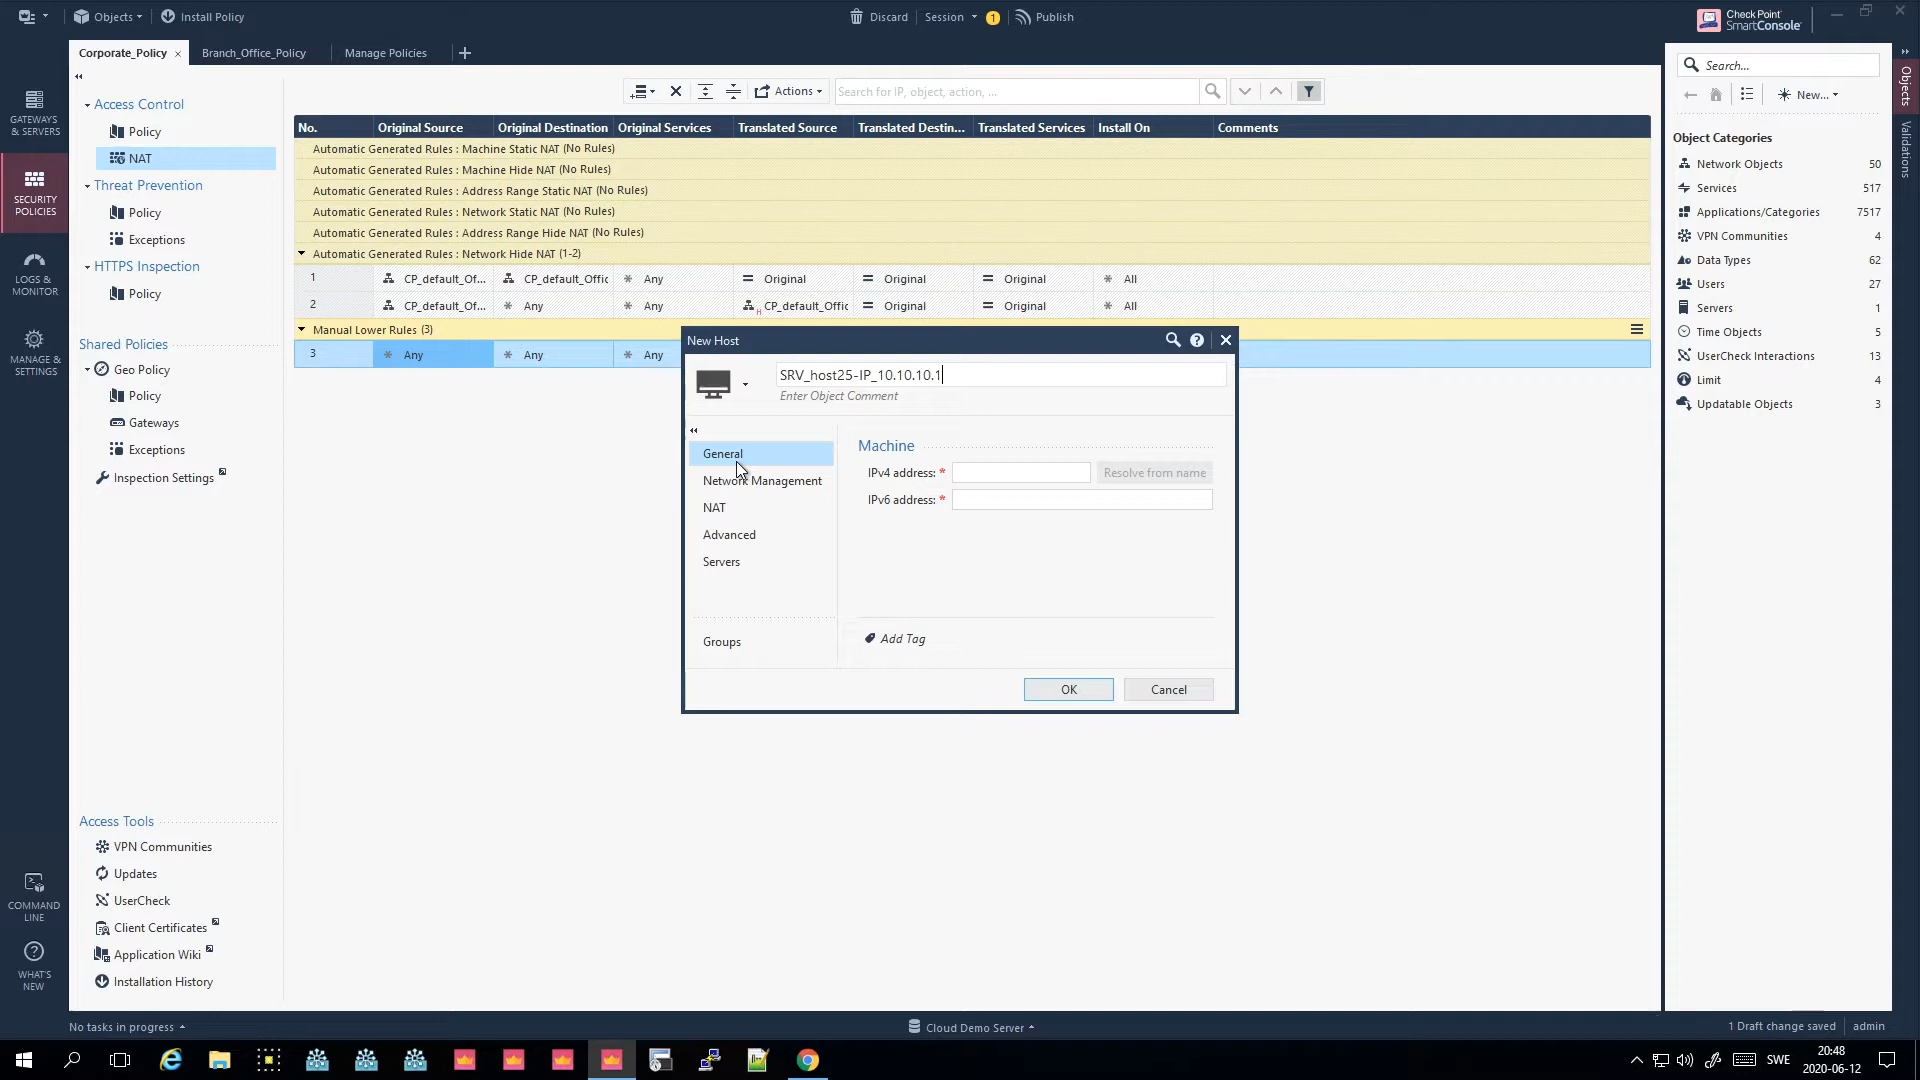 Objects
Install Policy
Discard
Session
1
Publish
Check Point
SmartConsole
Corporate_Policy
Branch_Office_Policy
Manage Policies
GATEWAYS
& SERVERS
SECURITY
POLICIES
LOGS &
MONITOR
MANAGE &
SETTINGS
COMMAND
LINE
WHAT'S
NEW
Access Control
Policy
NAT
Threat Prevention
Policy
Exceptions
HTTPS Inspection
Policy
Shared Policies
Geo Policy
Policy
Gateways
Exceptions
Inspection Settings
Access Tools
VPN Communities
Updates
UserCheck
Client Certificates
Application Wiki
Installation History
Actions
Search for IP, object, action, ...
No. Original Source Original Destination Original Services Translated Source Translated Destin... Translated Services Install On Comments
Automatic Generated Rules : Machine Static NAT (No Rules)
Automatic Generated Rules : Machine Hide NAT (No Rules)
Automatic Generated Rules : Address Range Static NAT (No Rules)
Automatic Generated Rules : Network Static NAT (No Rules)
Automatic Generated Rules : Address Range Hide NAT (No Rules)
Automatic Generated Rules : Network Hide NAT (1-2)
1 CP_default_Of... CP_default_Offic * Any = Original = Original = Original * All
2 CP_default_Of... * Any * Any CP_default_Offic = Original = Original * All
Manual Lower Rules (3)
3 * Any * Any * Any
New Host
SRV_host25-IP_10.10.10.1
Enter Object Comment
General
Network Management
NAT
Advanced
Servers
Groups
Machine
IPv4 address: *
Resolve from name
IPv6 address: *
Add Tag
OK
Cancel
Search...
New...
Objects
Validations
Object Categories
Network Objects 50
Services 517
Applications/Categories 7517
VPN Communities 4
Data Types 62
Users 27
Servers 1
Time Objects 5
UserCheck Interactions 13
Limit 4
Updatable Objects 3
No tasks in progress
Cloud Demo Server
1 Draft change saved
admin
SWE
20:48
2020-06-12